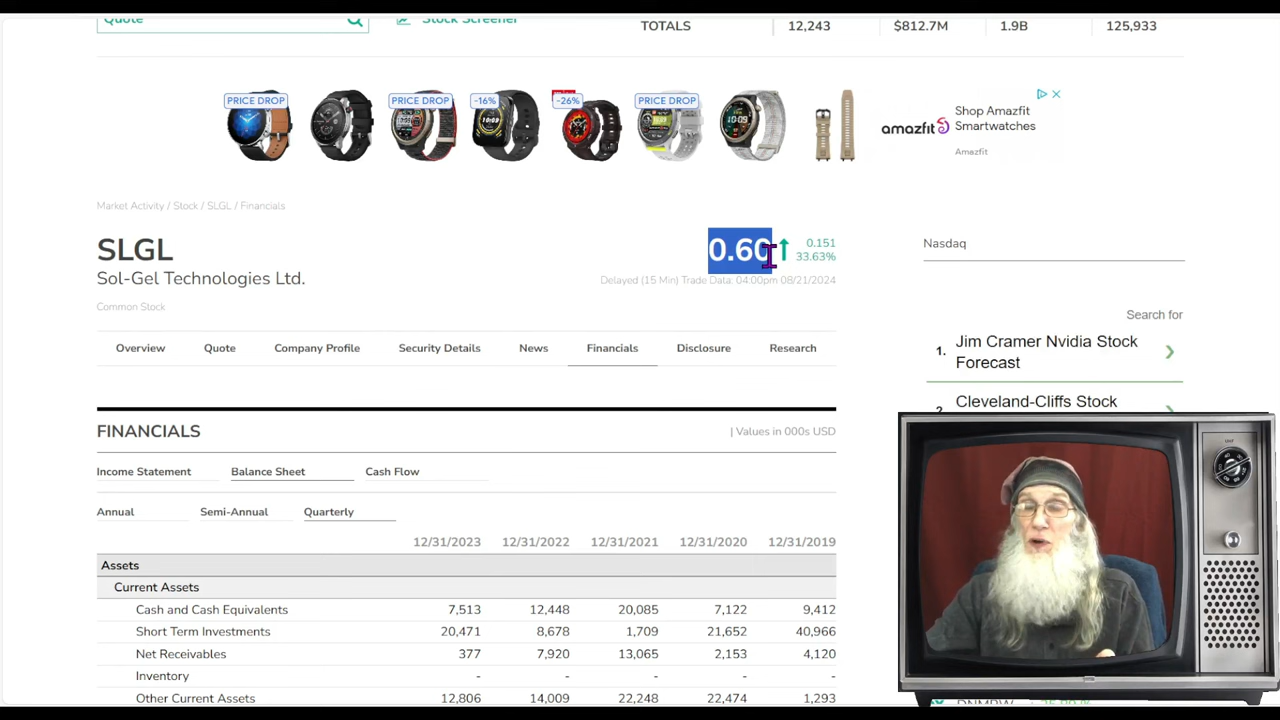 Quote
Stock Screener
TOTALS 12,243 $812.7M 1.9B 125,933
PRICE DROP
PRICE DROP
-16%
-26%
PRICE DROP
amazfit
Shop Amazfit
Smartwatches
Amazfit
Market Activity / Stock / SLGL / Financials
SLGL
0.60
0.151
33.63%
Sol-Gel Technologies Ltd.
Delayed (15 Min) Trade Data: 04:00pm 08/21/2024
Common Stock
Nasdaq
Search for
1. Jim Cramer Nvidia Stock
Forecast
2. Cleveland-Cliffs Stock
Overview Quote Company Profile Security Details News Financials Disclosure Research
FINANCIALS
| Values in 000s USD
Income Statement Balance Sheet Cash Flow
Annual Semi-Annual Quarterly
12/31/2023 12/31/2022 12/31/2021 12/31/2020 12/31/2019
Assets
Current Assets
Cash and Cash Equivalents 7,513 12,448 20,085 7,122 9,412
Short Term Investments 20,471 8,678 1,709 21,652 40,966
Net Receivables 377 7,920 13,065 2,153 4,120
Inventory - - - - -
Other Current Assets 12,806 14,009 22,248 22,474 1,293